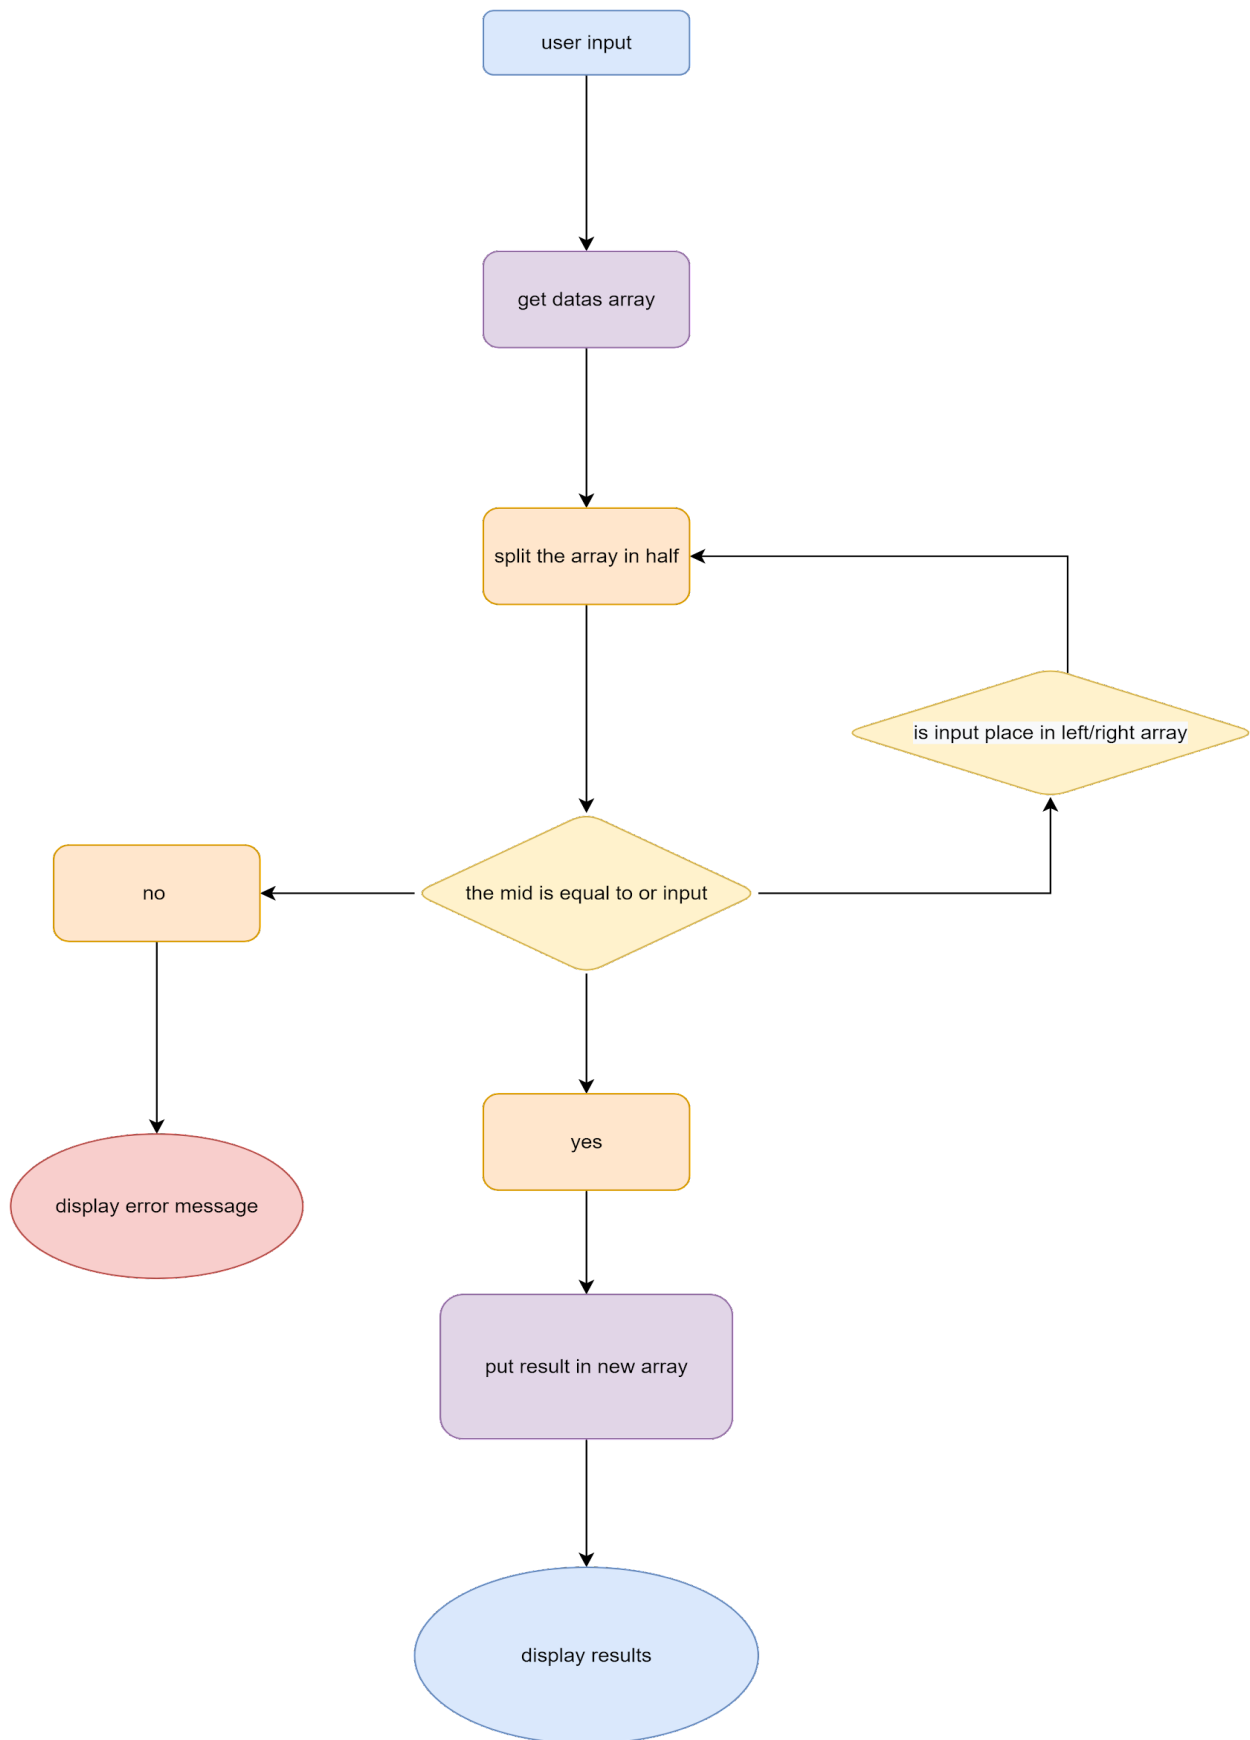 user input
get datas array
split the array in half
is input place in left/right array
the mid is equal to or input
no
yes
display error message
put result in new array
display results